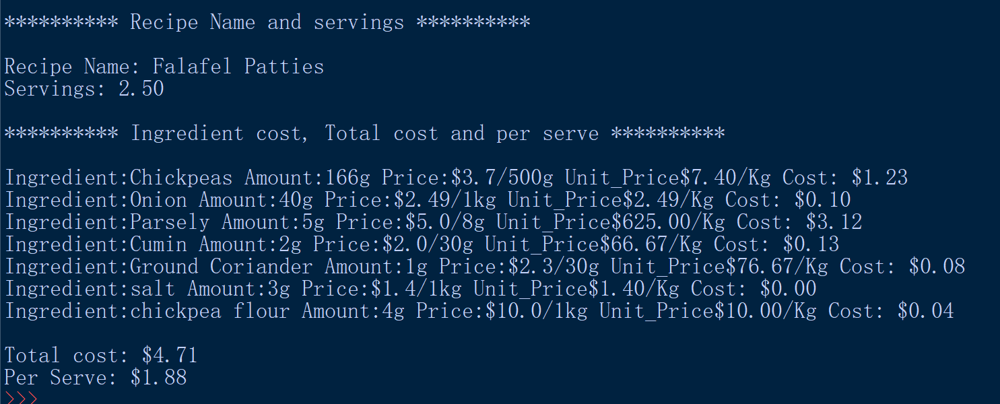 ********** Recipe Name and servings **********
Recipe Name: Falafel Patties
Servings: 2.50
********** Ingredient cost, Total cost and per serve **********
Ingredient:Chickpeas Amount:166g Price:$3.7/500g Unit_Price$7.40/Kg Cost: $1.23
Ingredient:Onion Amount:40g Price:$2.49/1kg Unit_Price$2.49/Kg Cost: $0.10
Ingredient:Parsely Amount:5g Price:$5.0/8g Unit_Price$625.00/Kg Cost: $3.12
Ingredient:Cumin Amount:2g Price:$2.0/30g Unit_Price$66.67/Kg Cost: $0.13
Ingredient:Ground Coriander Amount:1g Price:$2.3/30g Unit_Price$76.67/Kg Cost: $0.08
Ingredient:salt Amount:3g Price:$1.4/1kg Unit_Price$1.40/Kg Cost: $0.00
Ingredient:chickpea flour Amount:4g Price:$10.0/1kg Unit_Price$10.00/Kg Cost: $0.04
Total cost: $4.71
Per Serve: $1.88
>>>